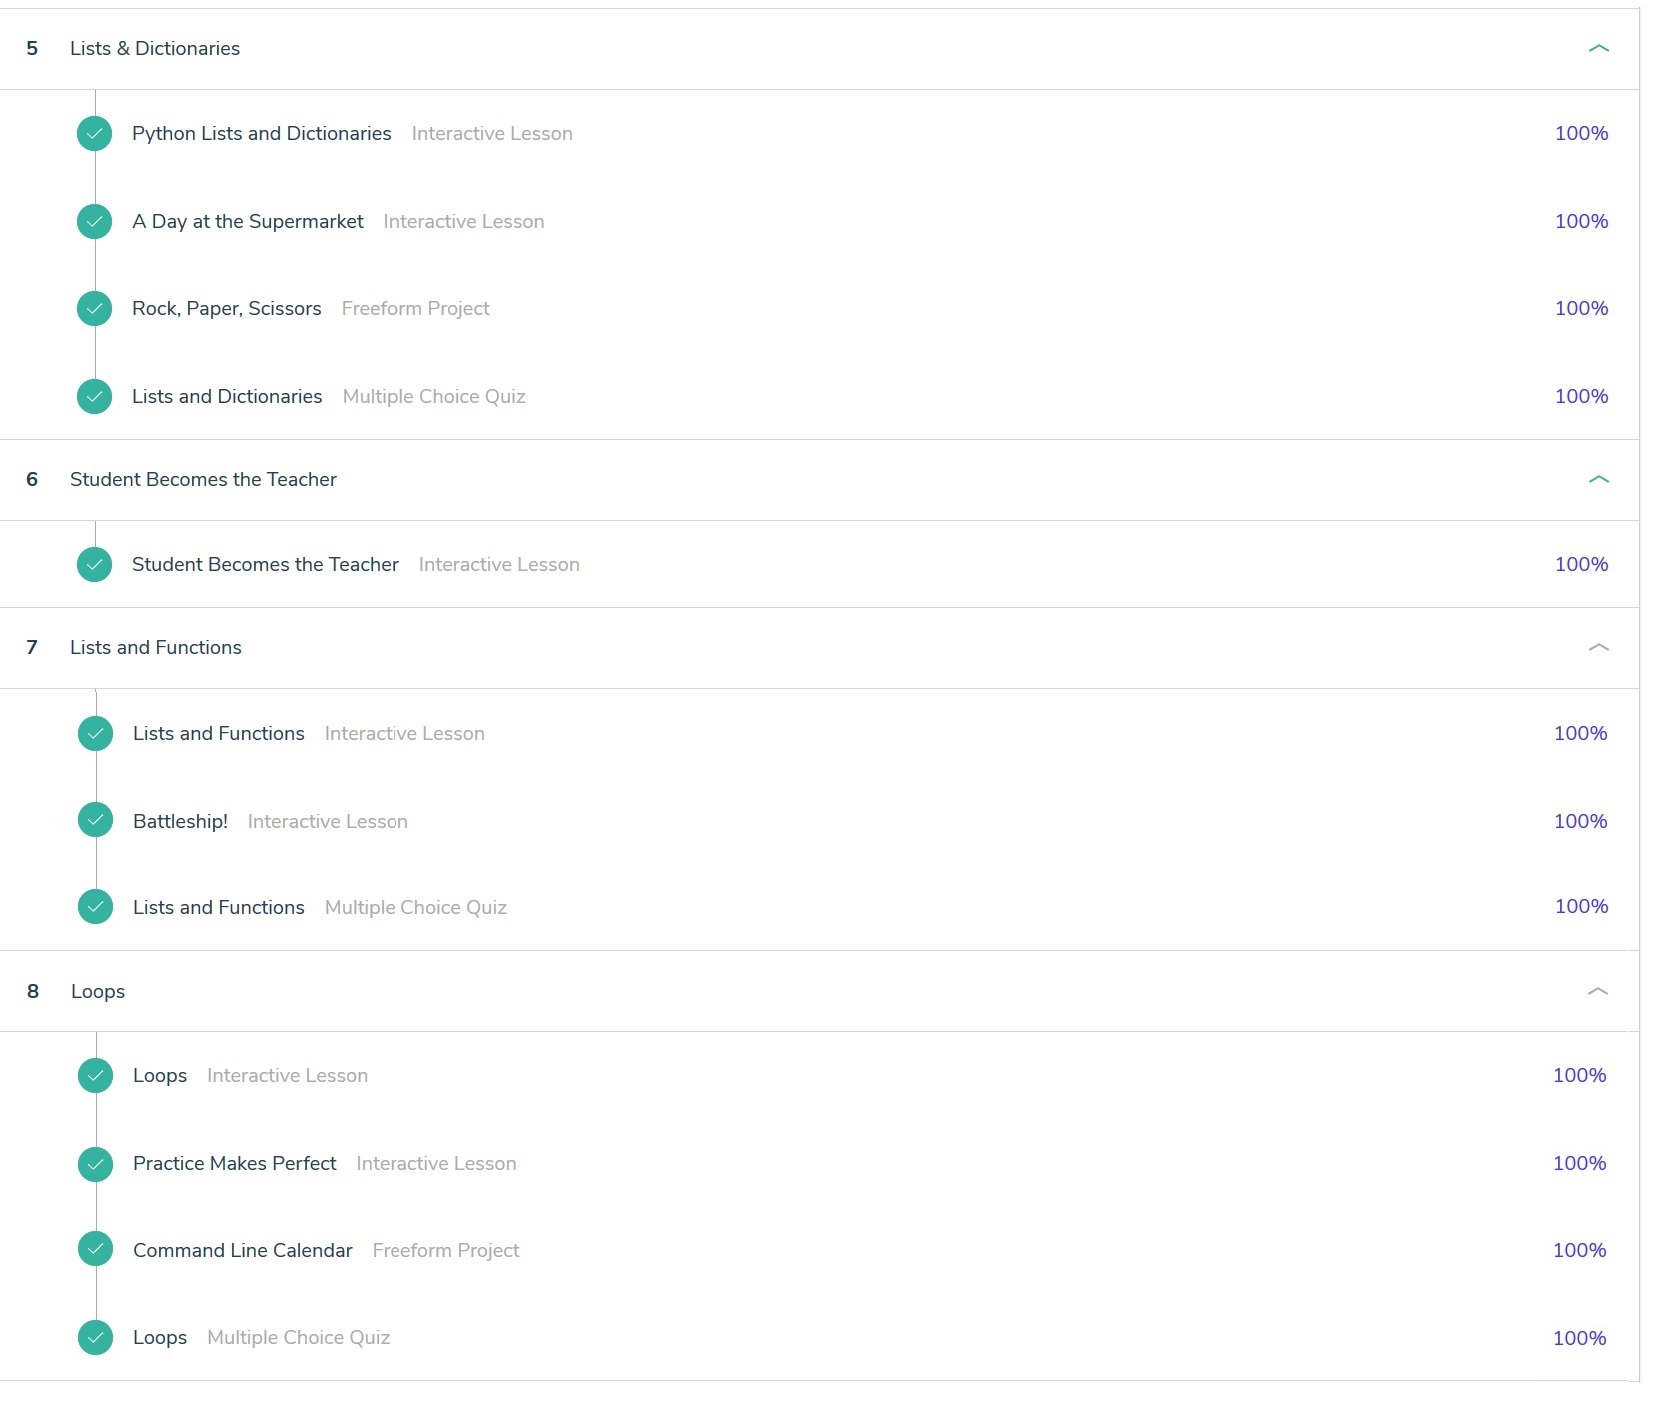 5 Lists & Dictionaries
Python Lists and Dictionaries Interactive Lesson 100%
A Day at the Supermarket Interactive Lesson 100%
Rock, Paper, Scissors Freeform Project 100%
Lists and Dictionaries Multiple Choice Quiz 100%
6 Student Becomes the Teacher
Student Becomes the Teacher Interactive Lesson 100%
7 Lists and Functions
Lists and Functions Interactive Lesson 100%
Battleship! Interactive Lesson 100%
Lists and Functions Multiple Choice Quiz 100%
8 Loops
Loops Interactive Lesson 100%
Practice Makes Perfect Interactive Lesson 100%
Command Line Calendar Freeform Project 100%
Loops Multiple Choice Quiz 100%